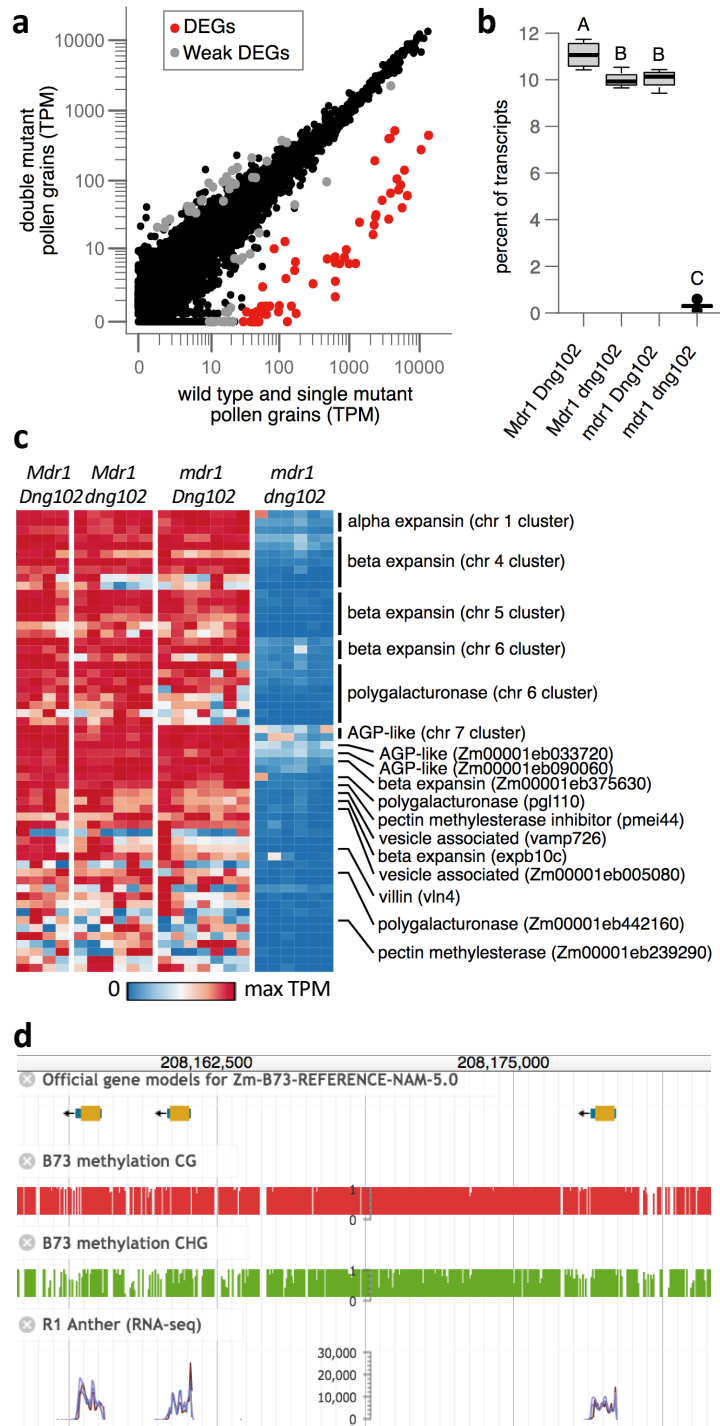 a
DEGs
Weak DEGs
double mutant
pollen grains (TPM)
10000
1000
100
10
0
0
10
100
1000
10000
wild type and single mutant
pollen grains (TPM)
b
percent of transcripts
12
10
8
6
4
2
0
A
B
B
C
Mdr1 Dng102
Mdr1 dng102
mdr1 Dng102
mdr1 dng102
c
Mdr1 Dng102
Mdr1 dng102
mdr1 Dng102
mdr1 dng102
alpha expansin (chr 1 cluster)
beta expansin (chr 4 cluster)
beta expansin (chr 5 cluster)
beta expansin (chr 6 cluster)
polygalacturonase (chr 6 cluster)
AGP-like (chr 7 cluster)
AGP-like (Zm00001eb033720)
AGP-like (Zm00001eb090060)
beta expansin (Zm00001eb375630)
polygalacturonase (pgl110)
pectin methylesterase inhibitor (pmei44)
vesicle associated (vamp726)
beta expansin (expb10c)
vesicle associated (Zm00001eb005080)
villin (vln4)
polygalacturonase (Zm00001eb442160)
pectin methylesterase (Zm00001eb239290)
0 max TPM
d
208,162,500 208,175,000
Official gene models for Zm-B73-REFERENCE-NAM-5.0
B73 methylation CG
1
0
B73 methylation CHG
1
0
R1 Anther (RNA-seq)
30,000
20,000
10,000
0